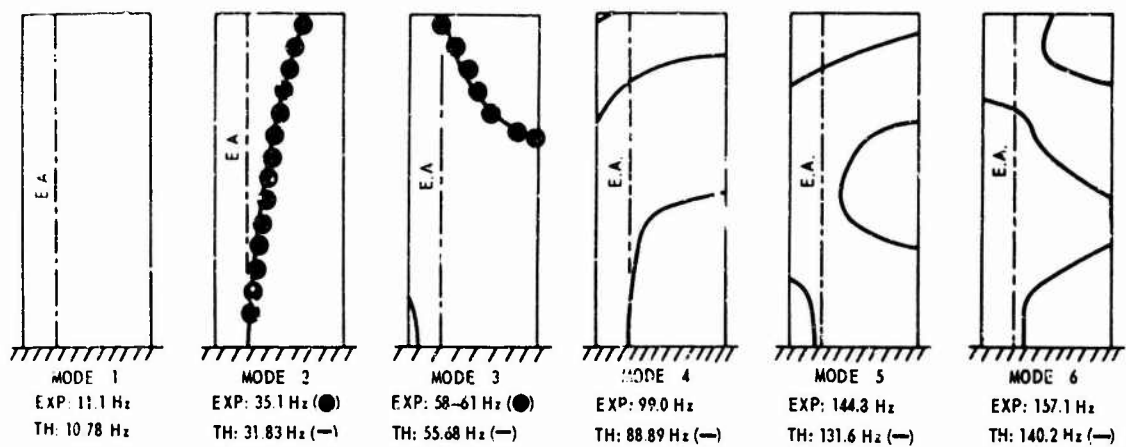 E.A
E.A
E.A
E.A.
E.A.
E.A.
MODE 1
EXP: 11.1 Hz
TH: 10.78 Hz
MODE 2
EXP: 35.1 Hz (●)
TH: 31.83 Hz (—)
MODE 3
EXP: 58–61 Hz (●)
TH: 55.68 Hz (—)
MODE 4
EXP: 99.0 Hz
TH: 88.89 Hz (—)
MODE 5
EXP: 144.3 Hz
TH: 131.6 Hz (—)
MODE 6
EXP: 157.1 Hz
TH: 140.2 Hz (—)